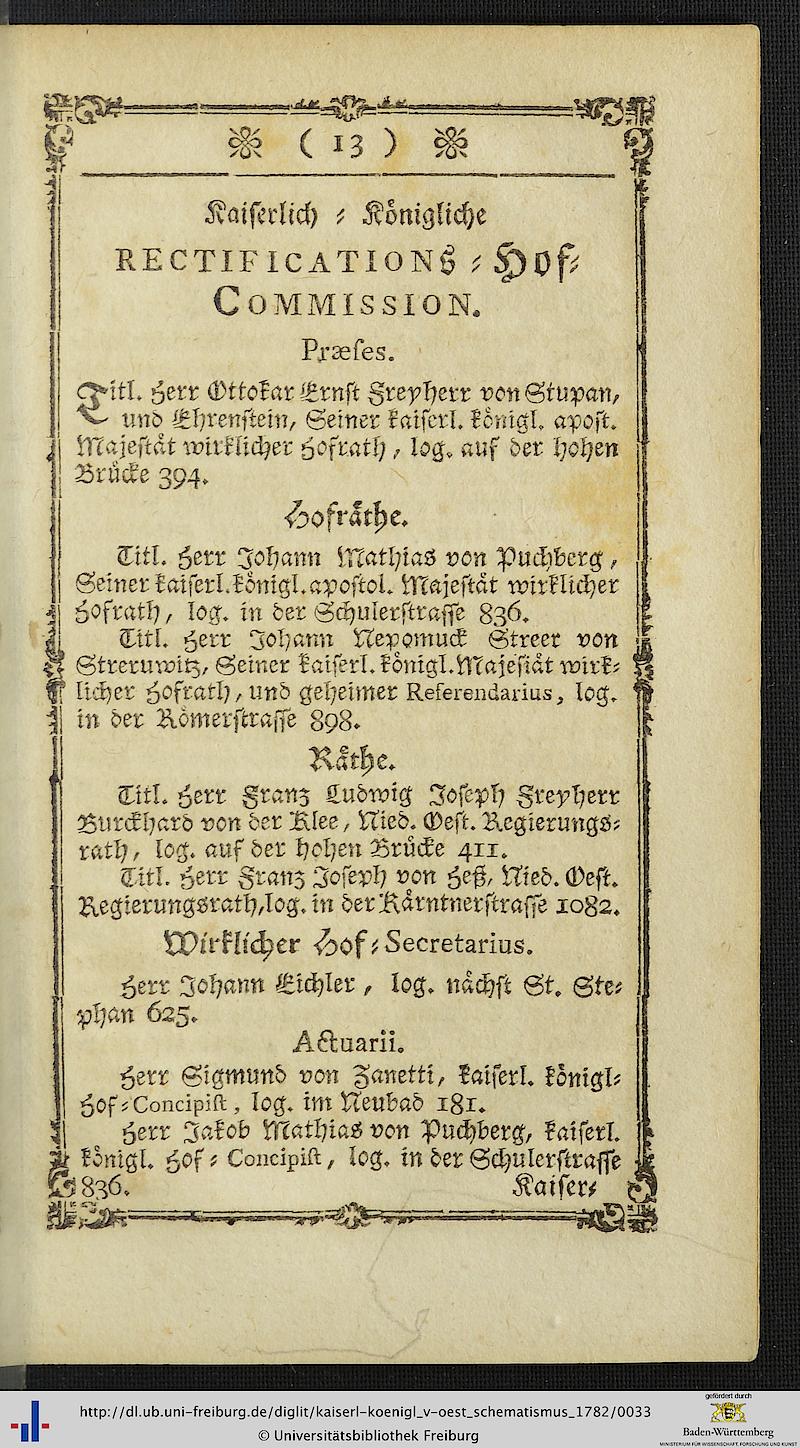 ( 13 )
Kaiserlich ⸗ Königliche
RECTIFICATIONS ⸗ Hof⸗
COMMISSION.
Præses.
Titl. Herr Ottokar Ernst Freyherr von Stupan,
und Ehrenstein, Seiner kaiserl. königl. apost.
Majestät wirklicher Hofrath, log. auf der hohen
Brücke 394.
Hofräthe.
Titl. Herr Johann Mathias von Puchberg,
Seiner kaiserl. königl. apostol. Majestät wirklicher
Hofrath, log. in der Schulerstrasse 836.
Titl. Herr Johann Nepomuck Streer von
Streruwitz, Seiner kaiserl. königl. Majestät wirk⸗
licher Hofrath, und geheimer Referendarius, log.
in der Römerstrasse 898.
Räthe.
Titl. Herr Franz Ludwig Joseph Freyherr
Burckhard von der Klee, Nied. Oest. Regierungs⸗
rath, log. auf der hohen Brücke 411.
Titl. Herr Franz Joseph von Heß, Nied. Oest.
Regierungsrath, log. in der Kärntnerstrasse 1082.
Wirklicher Hof⸗Secretarius.
Herr Johann Eichler, log. nächst St. Ste⸗
phan 625.
Actuarii.
Herr Sigmund von Zanetti, kaiserl. königl⸗
Hof⸗Concipist, log. im Neubad 181.
Herr Jakob Mathias von Puchberg, kaiserl.
königl. Hof⸗Concipist, log. in der Schulerstrasse
836.
Kaiser⸗
http://dl.ub.uni-freiburg.de/diglit/kaiserl-koenigl_v-oest_schematismus_1782/0033
© Universitätsbibliothek Freiburg
gefördert durch
Baden-Württemberg
MINISTERIUM FÜR WISSENSCHAFT, FORSCHUNG UND KUNST